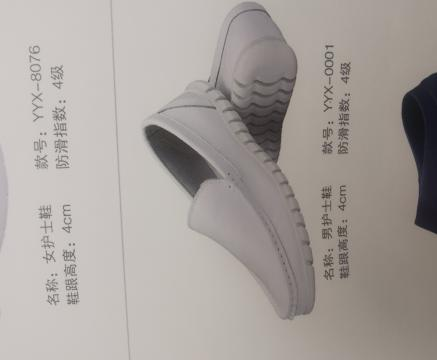 名称：女护士鞋 款号：YYX-8076
鞋跟高度：4cm 防滑指数：4级
名称：男护士鞋 款号：YYX-0001
鞋跟高度：4cm 防滑指数：4级